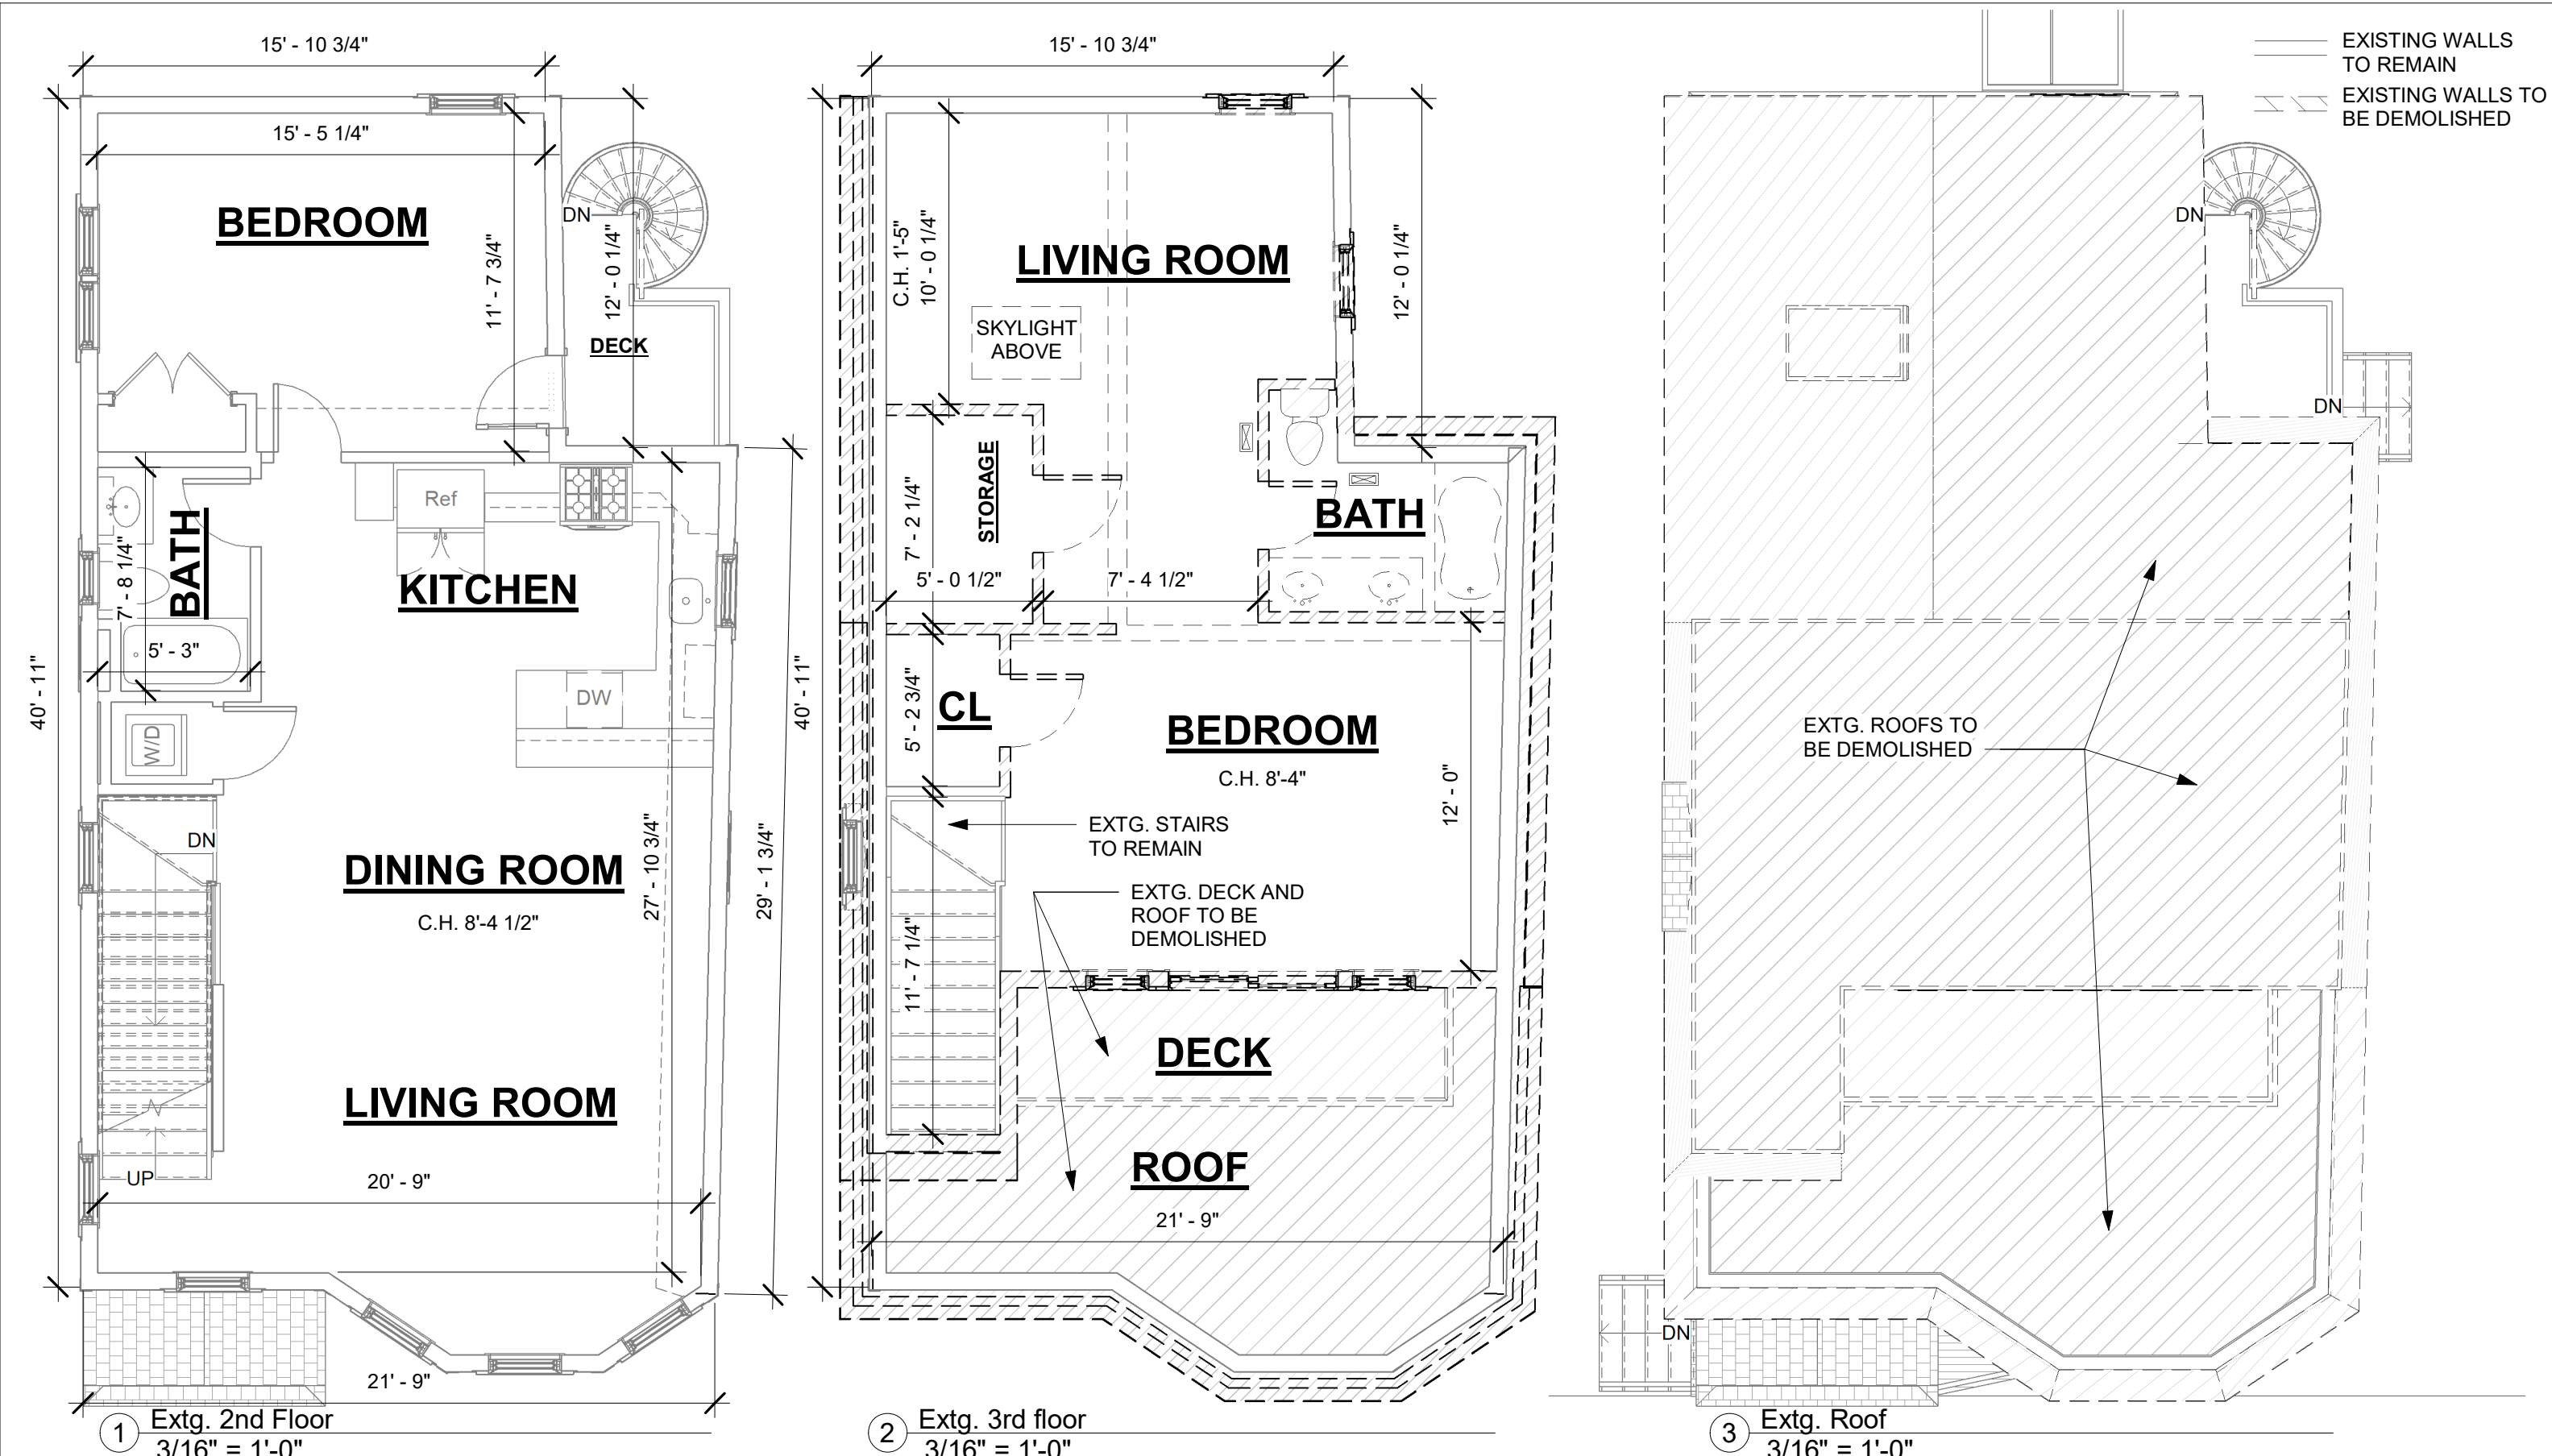 15' - 10 3/4"
15' - 5 1/4"
BEDROOM
11' - 7 3/4"
DN
12' - 0 1/4"
DECK
BATH
7' - 8 1/4"
5' - 3"
Ref
KITCHEN
DW
W/D
40' - 11"
DN
DINING ROOM
C.H. 8'-4 1/2"
27' - 10 3/4"
29' - 1 3/4"
LIVING ROOM
UP
20' - 9"
21' - 9"
1
Extg. 2nd Floor
3/16" = 1'-0"
15' - 10 3/4"
C.H. 1'-5"
10' - 0 1/4"
LIVING ROOM
12' - 0 1/4"
SKYLIGHT
ABOVE
STORAGE
7' - 2 1/4"
BATH
5' - 0 1/2"
7' - 4 1/2"
40' - 11"
5' - 2 3/4"
CL
BEDROOM
C.H. 8'-4"
12' - 0"
EXTG. STAIRS
TO REMAIN
EXTG. DECK AND
ROOF TO BE
DEMOLISHED
11' - 7 1/4"
DECK
ROOF
21' - 9"
2
Extg. 3rd floor
3/16" = 1'-0"
EXISTING WALLS
TO REMAIN
EXISTING WALLS TO
BE DEMOLISHED
DN
DN
EXTG. ROOFS TO
BE DEMOLISHED
DN
3
Extg. Roof
3/16" = 1'-0"